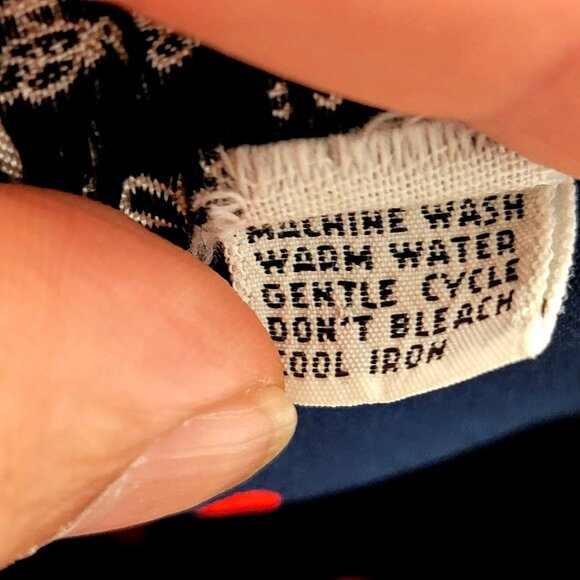 MACHINE WASH
WARM WATER
GENTLE CYCLE
DON'T BLEACH
COOL IRON